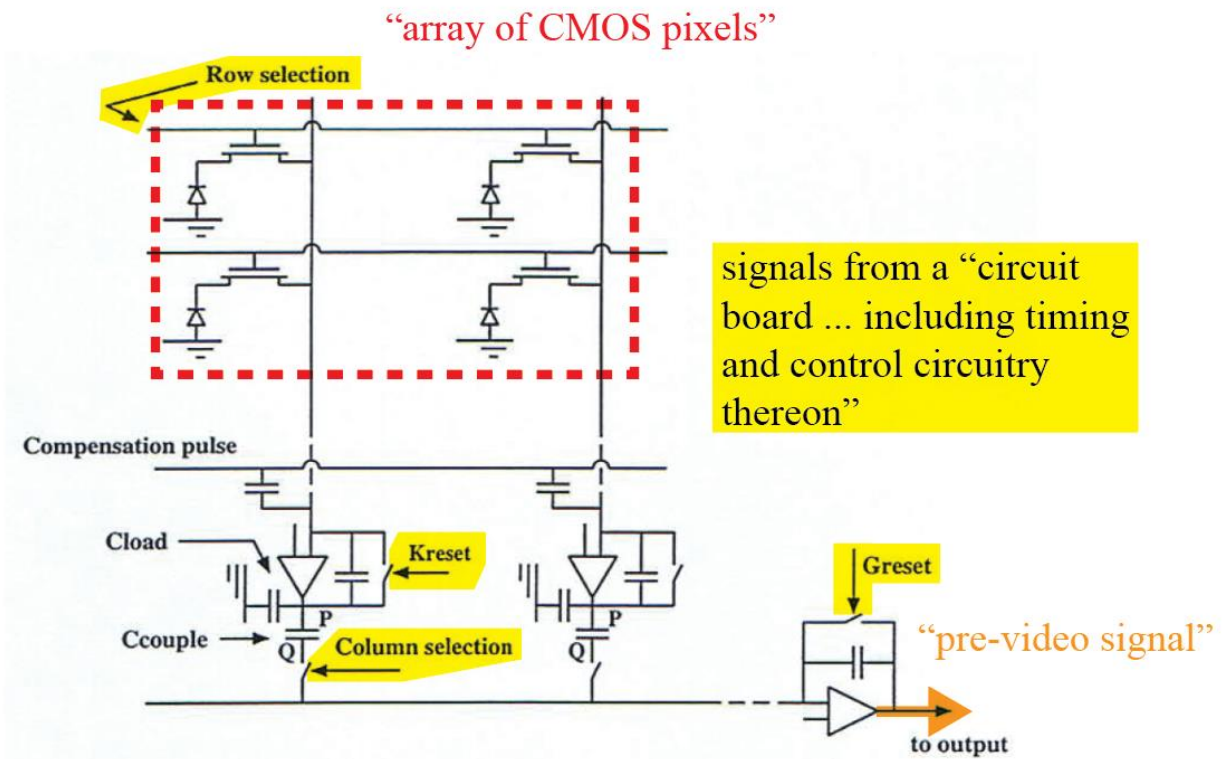 “array of CMOS pixels”
Row selection
signals from a “circuit
board ... including timing
and control circuitry
thereon”
Compensation pulse
Cload
Kreset
Greset
P
P
Ccouple
“pre-video signal”
Q
Column selection
Q
to output